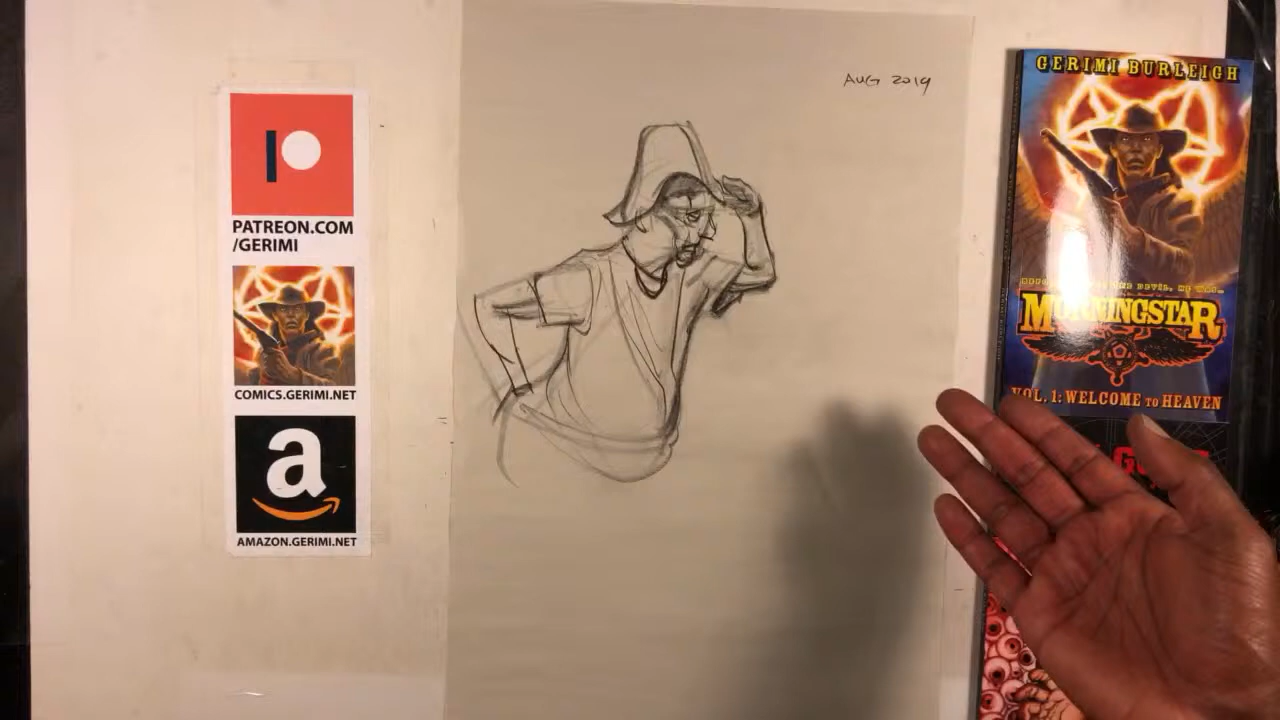 PATREON.COM
/GERIMI
COMICS.GERIMI.NET
a
AMAZON.GERIMI.NET
AUG 2019
GERIMI BURLEIGH
MORNINGSTAR
VOL. 1: WELCOME TO HEAVEN